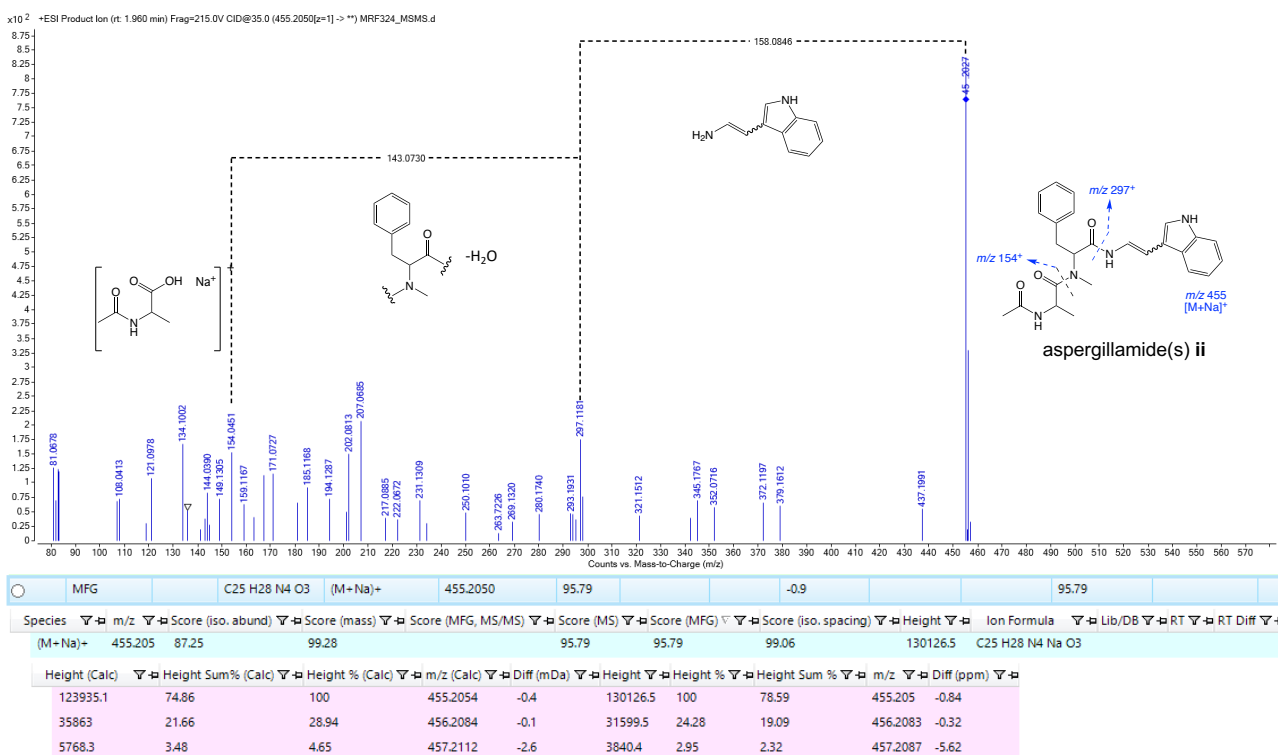 x10 2 +ESI Product Ion (rt: 1.960 min) Frag=215.0V CID@35.0 (455.2050[z=1] -> **) MRF324_MSMS.d
8.75
8.5
8.25
8
7.75
7.5
7.25
7
6.75
6.5
6.25
6
5.75
5.5
5.25
5
4.75
4.5
4.25
4
3.75
3.5
3.25
3
2.75
2.5
2.25
2
1.75
1.5
1.25
1
0.75
0.5
0.25
0
158.0846
143.0730
NH
H2N
O
N
-H2O
O
O
OH
N
H
Na+
+
m/z 297+
m/z 154+
O
NH
N
H
O
N
O
N
H
m/z 455
[M+Na]+
aspergillamide(s) ii
81.0678
108.0413
121.0978
134.1002
144.0390
149.1305
154.0451
159.1167
171.0727
185.1168
194.1287
202.0813
207.0685
217.0885
222.0672
231.1309
250.1010
263.7226
269.1320
280.1740
293.1931
297.1181
321.1512
345.1767
352.0716
372.1197
379.1612
437.1991
80 90 100 110 120 130 140 150 160 170 180 190 200 210 220 230 240 250 260 270 280 290 300 310 320 330 340 350 360 370 380 390 400 410 420 430 440 450 460 470 480 490 500 510 520 530 540 550 560 570
Counts vs. Mass-to-Charge (m/z)
MFG C25 H28 N4 O3 (M+Na)+ 455.2050 95.79 -0.9 95.79
Species m/z Score (iso. abund) Score (mass) Score (MFG, MS/MS) Score (MS) Score (MFG) Score (iso. spacing) Height Ion Formula Lib/DB RT RT Diff
(M+Na)+ 455.205 87.25 99.28 95.79 95.79 99.06 130126.5 C25 H28 N4 Na O3
Height (Calc) Height Sum% (Calc) Height % (Calc) m/z (Calc) Diff (mDa) Height Height % Height Sum % m/z Diff (ppm)
123935.1 74.86 100 455.2054 -0.4 130126.5 100 78.59 455.205 -0.84
35863 21.66 28.94 456.2084 -0.1 31599.5 24.28 19.09 456.2083 -0.32
5768.3 3.48 4.65 457.2112 -2.6 3840.4 2.95 2.32 457.2087 -5.62